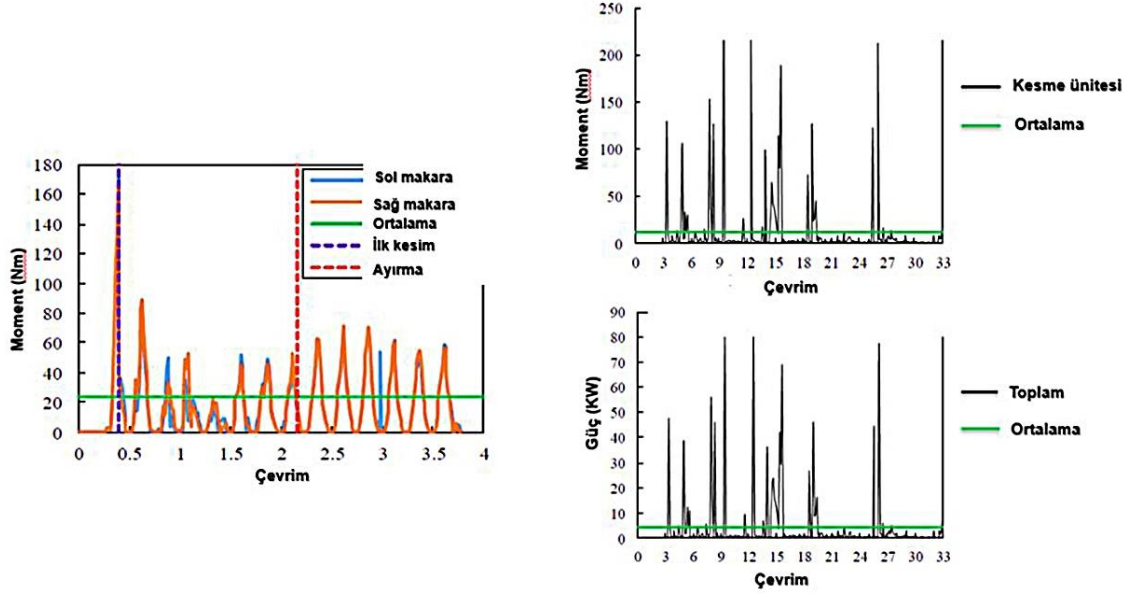 180
160
140
120
100
80
60
40
20
0
Moment (Nm)
0 0.5 1 1.5 2 2.5 3 3.5 4
Çevrim
Sol makara
Sağ makara
Ortalama
İlk kesim
Ayırma
250
200
150
100
50
0
Moment (Nm)
0 3 6 9 12 15 18 21 24 27 30 33
Çevrim
Kesme ünitesi
Ortalama
90
80
70
60
50
40
30
20
10
0
Güç (KW)
0 3 6 9 12 15 18 21 24 27 30 33
Çevrim
Toplam
Ortalama